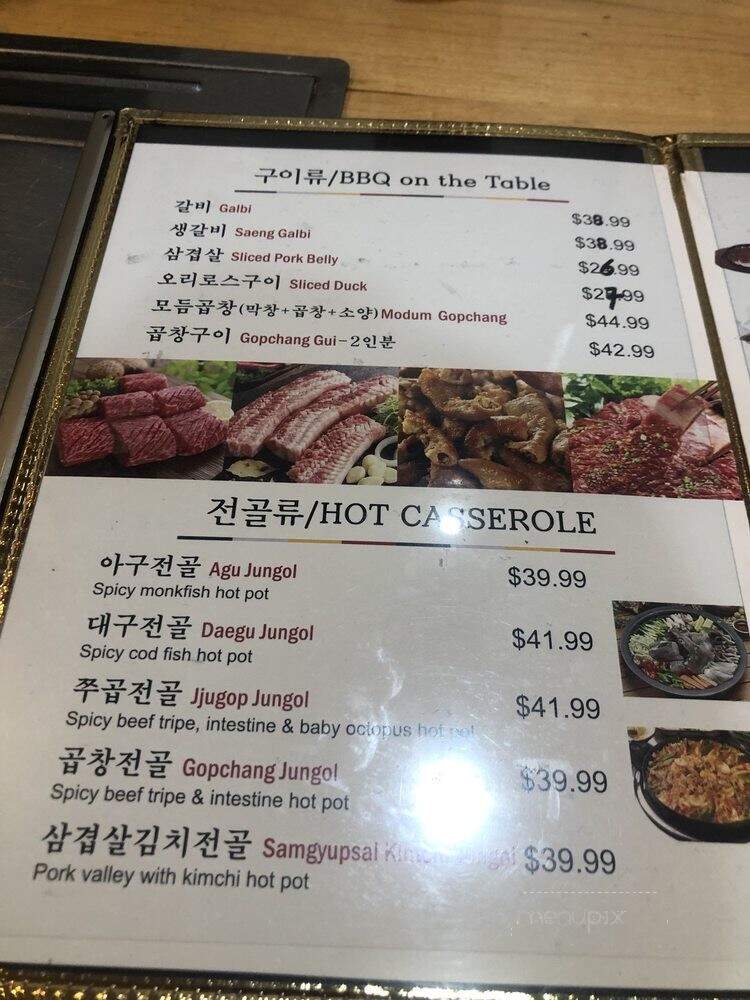 구이류/BBQ on the Table
갈비 Galbi $38.99
생갈비 Saeng Galbi $38.99
삼겹살 Sliced Pork Belly $26.99
오리로스구이 Sliced Duck $27.99
모듬곱창(막창+곱창+소양)Modum Gopchang $44.99
곱창구이 Gopchang Gui-2인분 $42.99
전골류/HOT CASSEROLE
아구전골 Agu Jungol $39.99
Spicy monkfish hot pot
대구전골 Daegu Jungol $41.99
Spicy cod fish hot pot
쭈곱전골 Jjugop Jungol $41.99
Spicy beef tripe, intestine & baby octopus hot pot
곱창전골 Gopchang Jungol $39.99
Spicy beef tripe & intestine hot pot
삼겹살김치전골 Samgyupsal Kimchi Jungol $39.99
Pork valley with kimchi hot pot
menupix